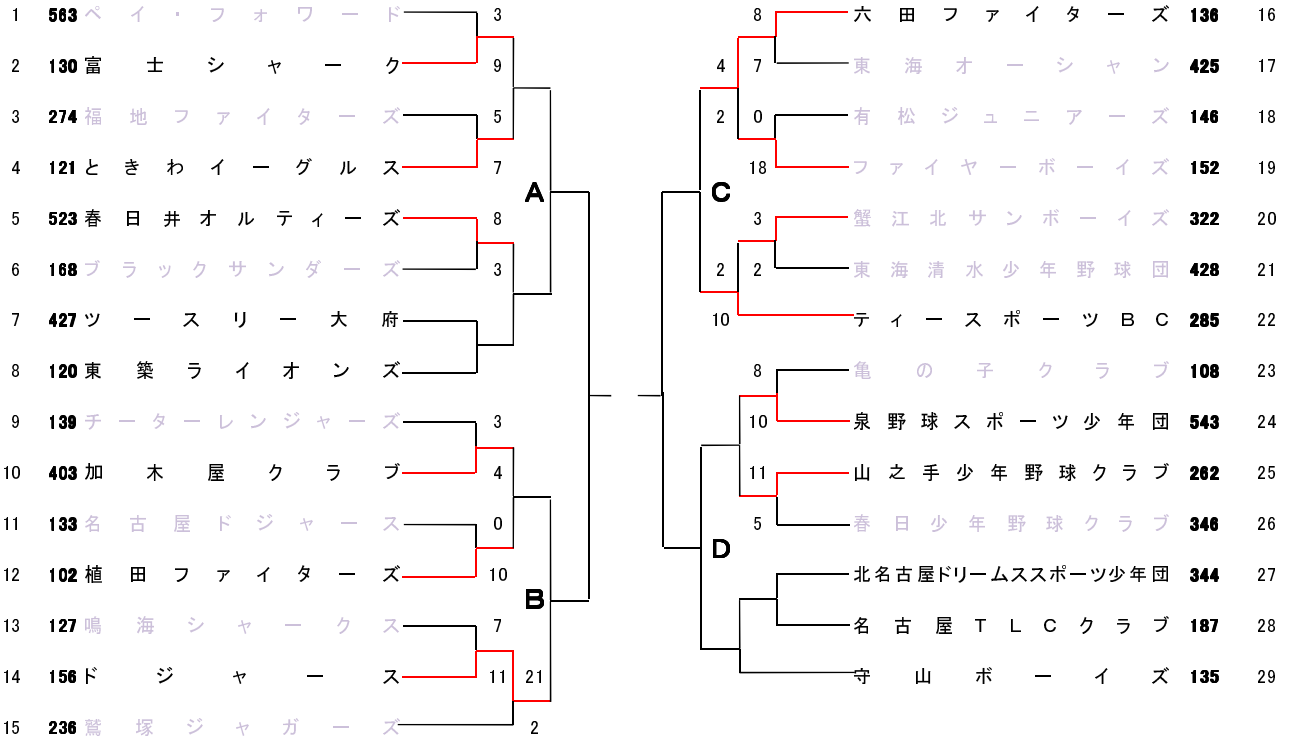 1 563 ペイ・フォワード 3
2 130 富士シャーク 9
3 274 福地ファイターズ 5
4 121 ときわイーグルス 7
A
5 523 春日井オルティーズ 8
6 168 ブラックサンダーズ 3
7 427 ツースリー大府
8 120 東築ライオンズ
9 139 チーターレンジャーズ 3
10 403 加木屋クラブ 4
11 133 名古屋ドジャース 0
12 102 植田ファイターズ 10
B
13 127 鳴海シャークス 7
14 156 ドジャース 11 21
15 236 鷲塚ジャガーズ 2
8 六田ファイターズ 136 16
4 7 東海オーシャン 425 17
2 0 有松ジュニアーズ 146 18
18 ファイヤーボーイズ 152 19
C
3 蟹江北サンボーイズ 322 20
2 2 東海清水少年野球団 428 21
10 ティースポーツBC 285 22
8 亀の子クラブ 108 23
10 泉野球スポーツ少年団 543 24
11 山之手少年野球クラブ 262 25
5 春日少年野球クラブ 346 26
D
北名古屋ドリームススポーツ少年団 344 27
名古屋TLCクラブ 187 28
守山ボーイズ 135 29